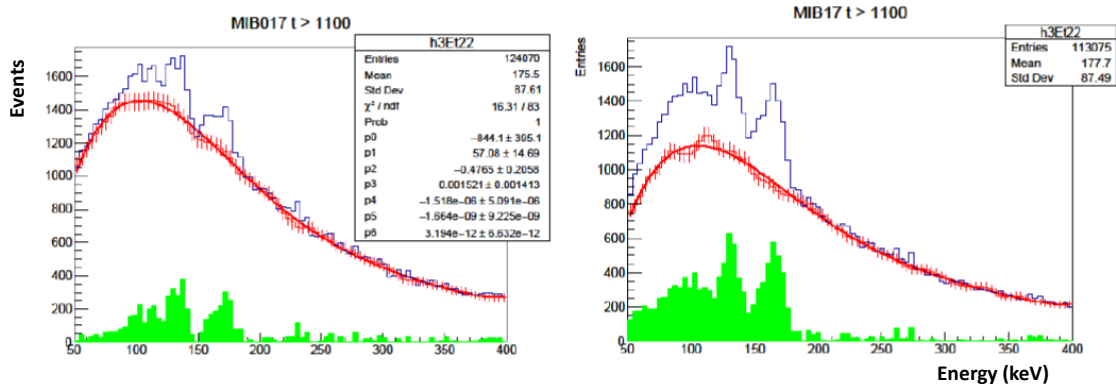 MIB017 t > 1100
Events
h3Et22
Entries 124070
Mean 175.5
Std Dev 87.61
χ² / ndf 16.31 / 83
Prob 1
p0 −844.1 ± 395.1
p1 57.08 ± 14.69
p2 −0.4765 ± 0.2058
p3 0.001521 ± 0.001413
p4 −1.518e−06 ± 5.091e−06
p5 −1.664e−09 ± 9.225e−09
p6 3.194e−12 ± 6.632e−12
1600
1400
1200
1000
800
600
400
200
0
50 100 150 200 250 300 350 400
MIB17 t > 1100
Entries
h3Et22
Entries 113075
Mean 177.7
Std Dev 87.49
1800
1600
1400
1200
1000
800
600
400
200
0
50 100 150 200 250 300 350 400
Energy (keV)